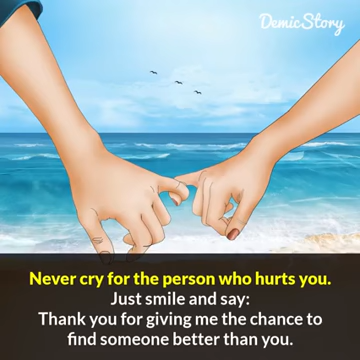 DemicStory
Never cry for the person who hurts you.
Just smile and say:
Thank you for giving me the chance to
find someone better than you.